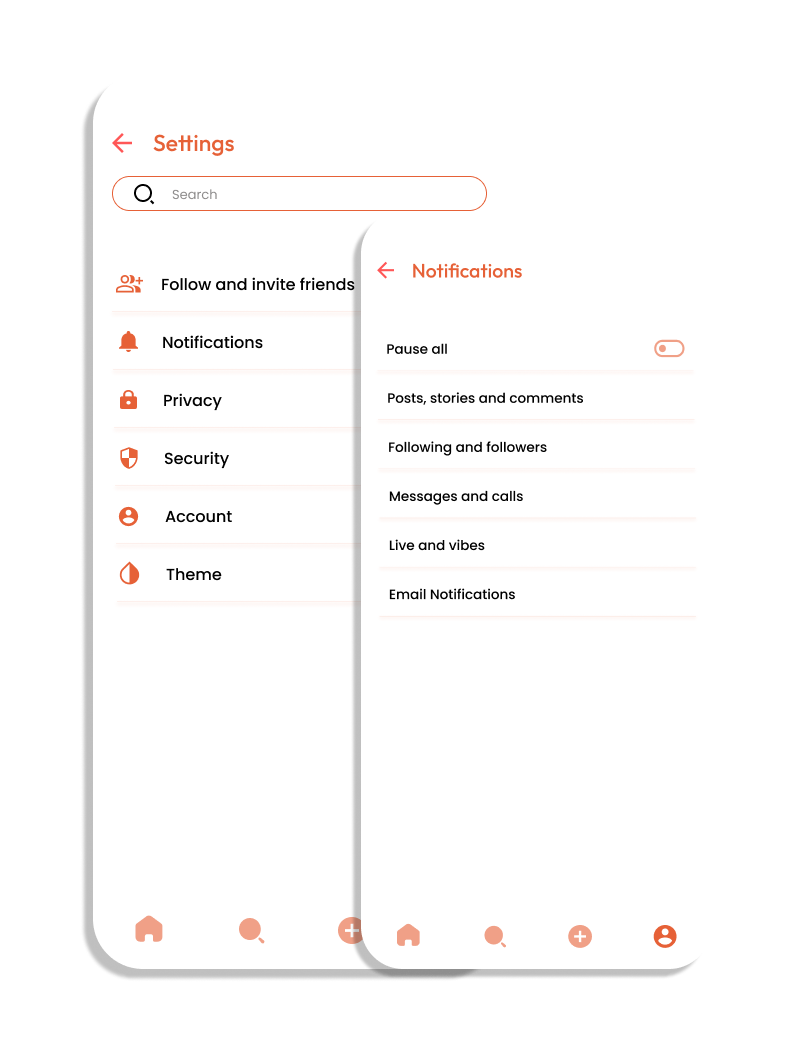 Settings
Search
Follow and invite friends
Notifications
Privacy
Security
Account
Theme
Notifications
Pause all
Posts, stories and comments
Following and followers
Messages and calls
Live and vibes
Email Notifications